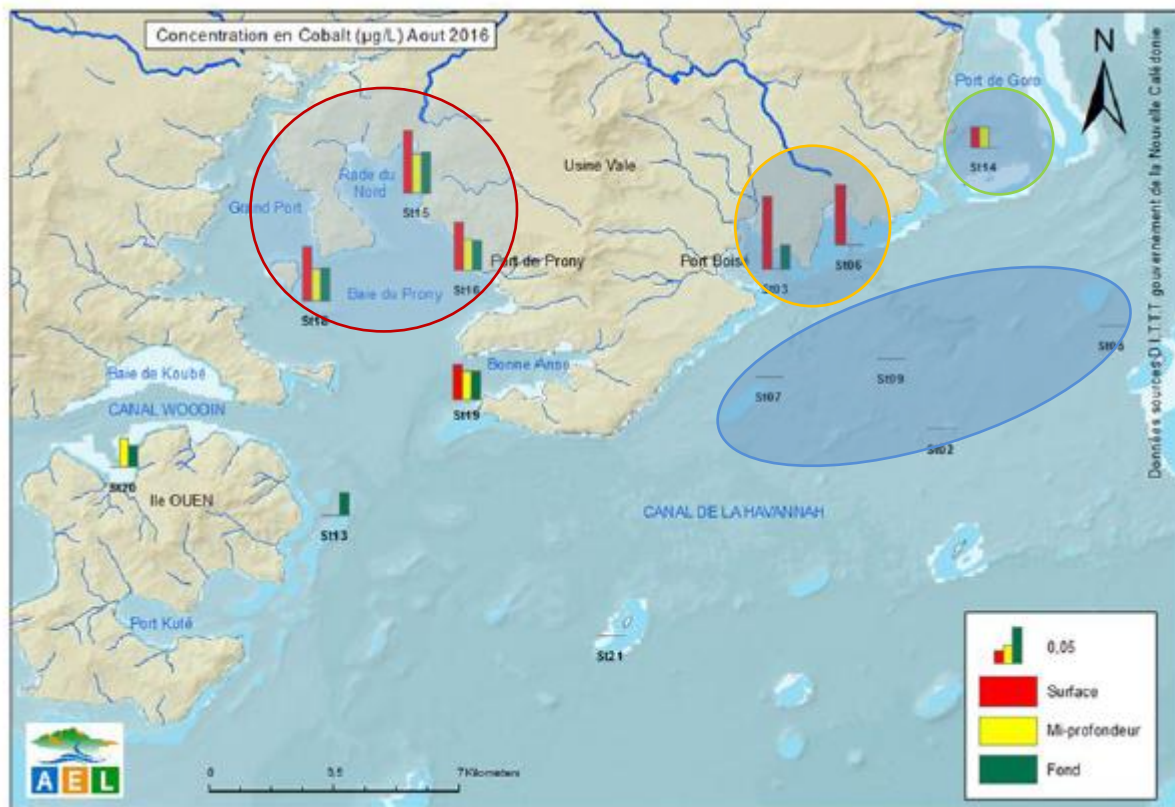 Concentration en Cobalt (µg/L) Aout 2016
N
Port de Goro
St14
Usine Vale
Rade du
Nord
St15
Grand Port
St16
Port de Prony
St18
Baie du Prony
Port Boisé
St03
St06
Bonne Anse
St19
Baie de Koubé
CANAL WOODIN
St20
Ile OUEN
St13
St07
St09
St02
CANAL DE LA HAVANNAH
Port Kuté
St21
0,05
Surface
Mi-profondeur
Fond
AEL
0
3.5
7 Kilometers
Données sources D.I.T.T.T gouvernement de la Nouvelle Calédonie